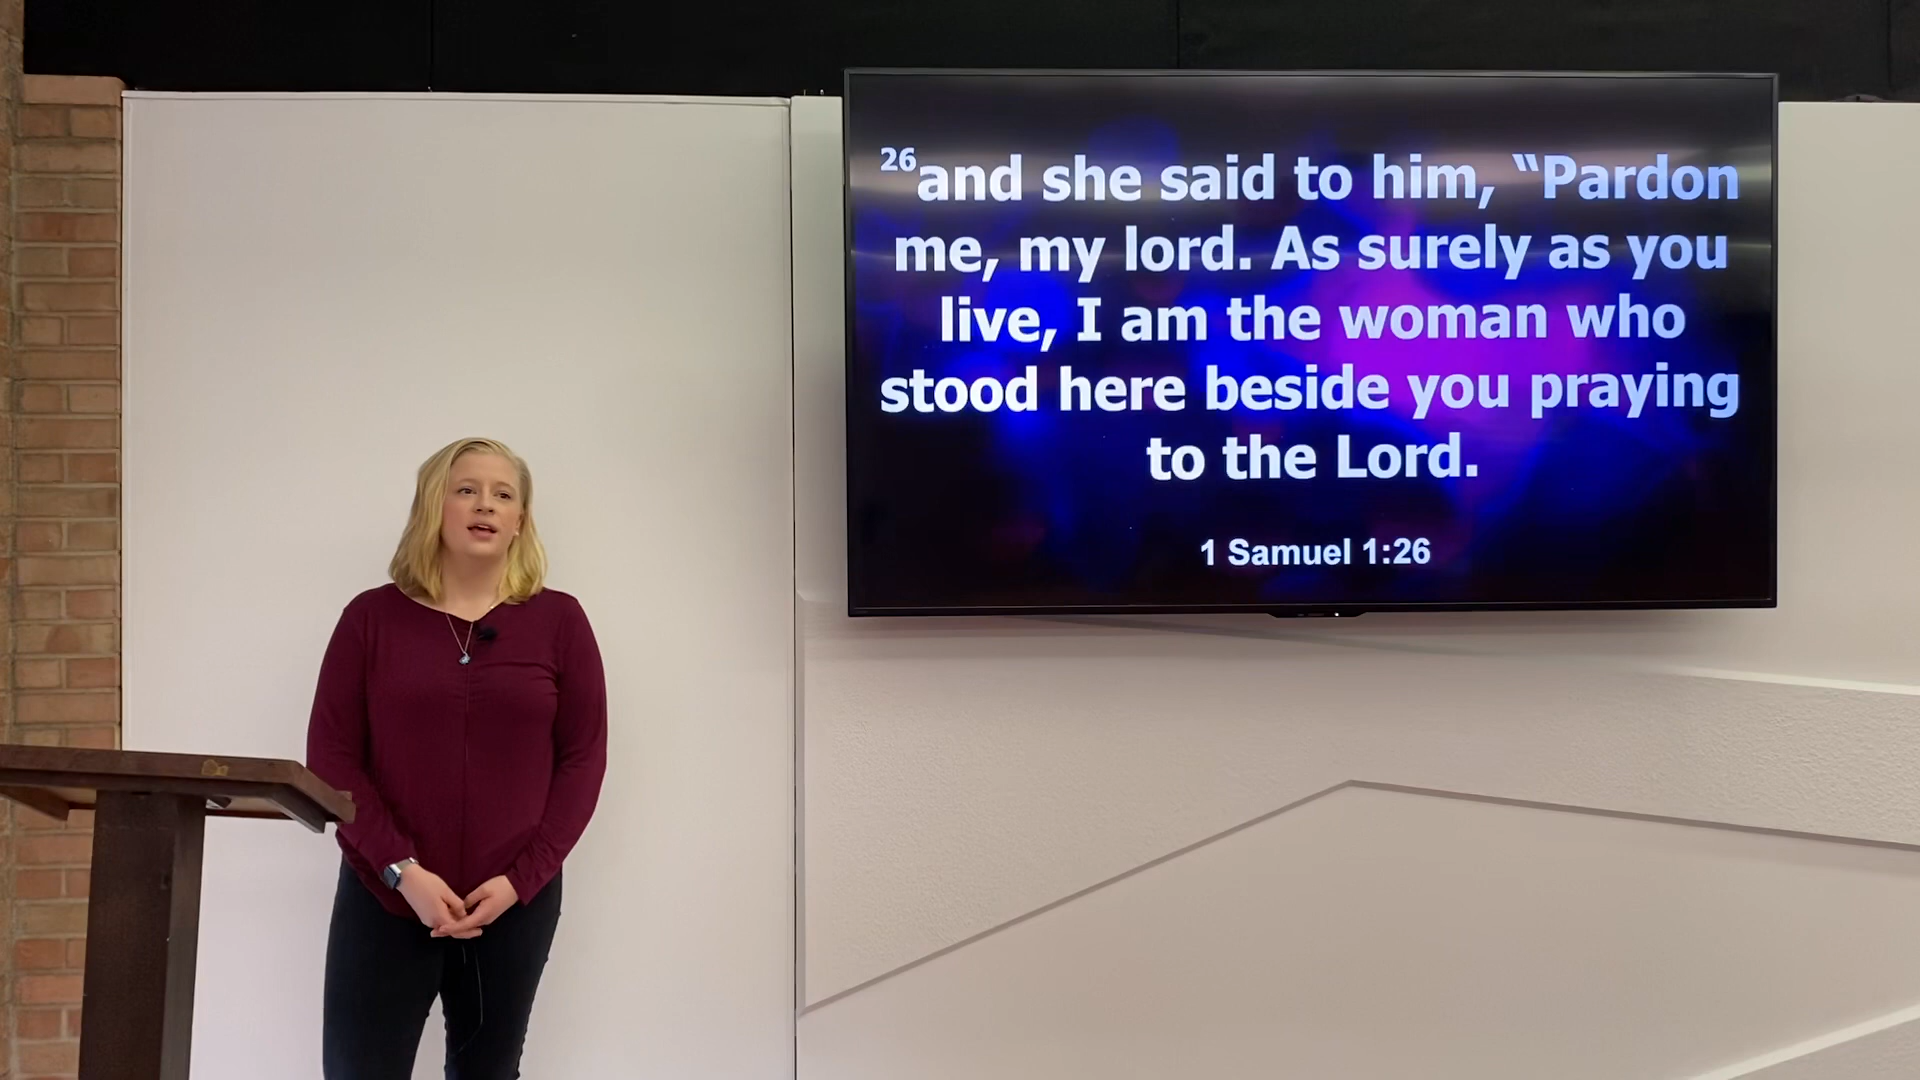 26and she said to him, “Pardon
me, my lord. As surely as you
live, I am the woman who
stood here beside you praying
to the Lord.
1 Samuel 1:26